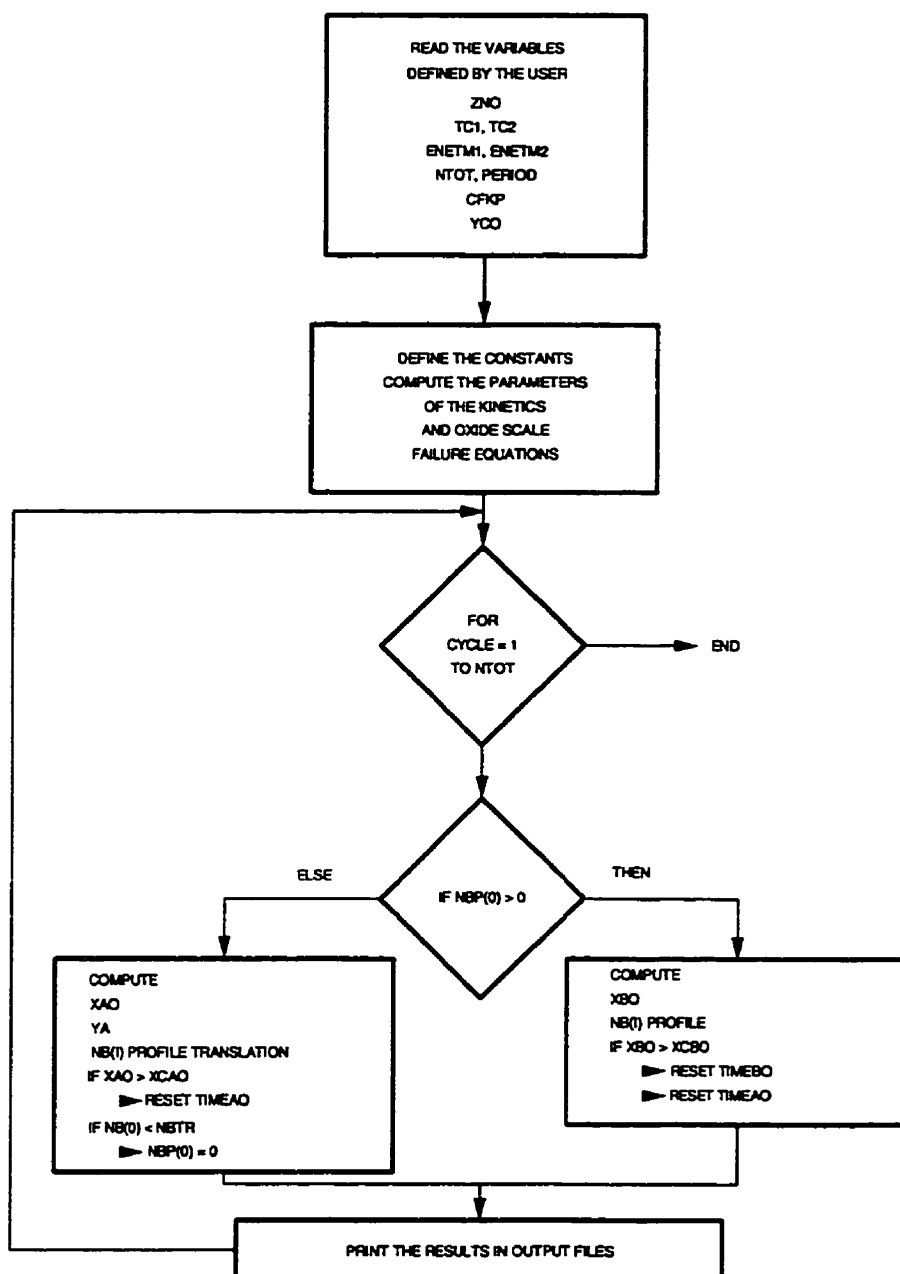 READ THE VARIABLES
DEFINED BY THE USER
ZNO
TC1, TC2
ENETM1, ENETM2
NTOT, PERIOD
CFKP
YCO
DEFINE THE CONSTANTS
COMPUTE THE PARAMETERS
OF THE KINETICS
AND OXIDE SCALE
FAILURE EQUATIONS
FOR
CYCLE = 1
TO NTOT
END
IF NBP(0) > 0
ELSE
THEN
COMPUTE
XAO
YA
NB(1) PROFILE TRANSLATION
IF XAO > XCAO
RESET TIMEAO
IF NB(0) < NBTR
NBP(0) = 0
COMPUTE
XBO
NB(1) PROFILE
IF XBO > XCBO
RESET TIMEBO
RESET TIMEAO
PRINT THE RESULTS IN OUTPUT FILES